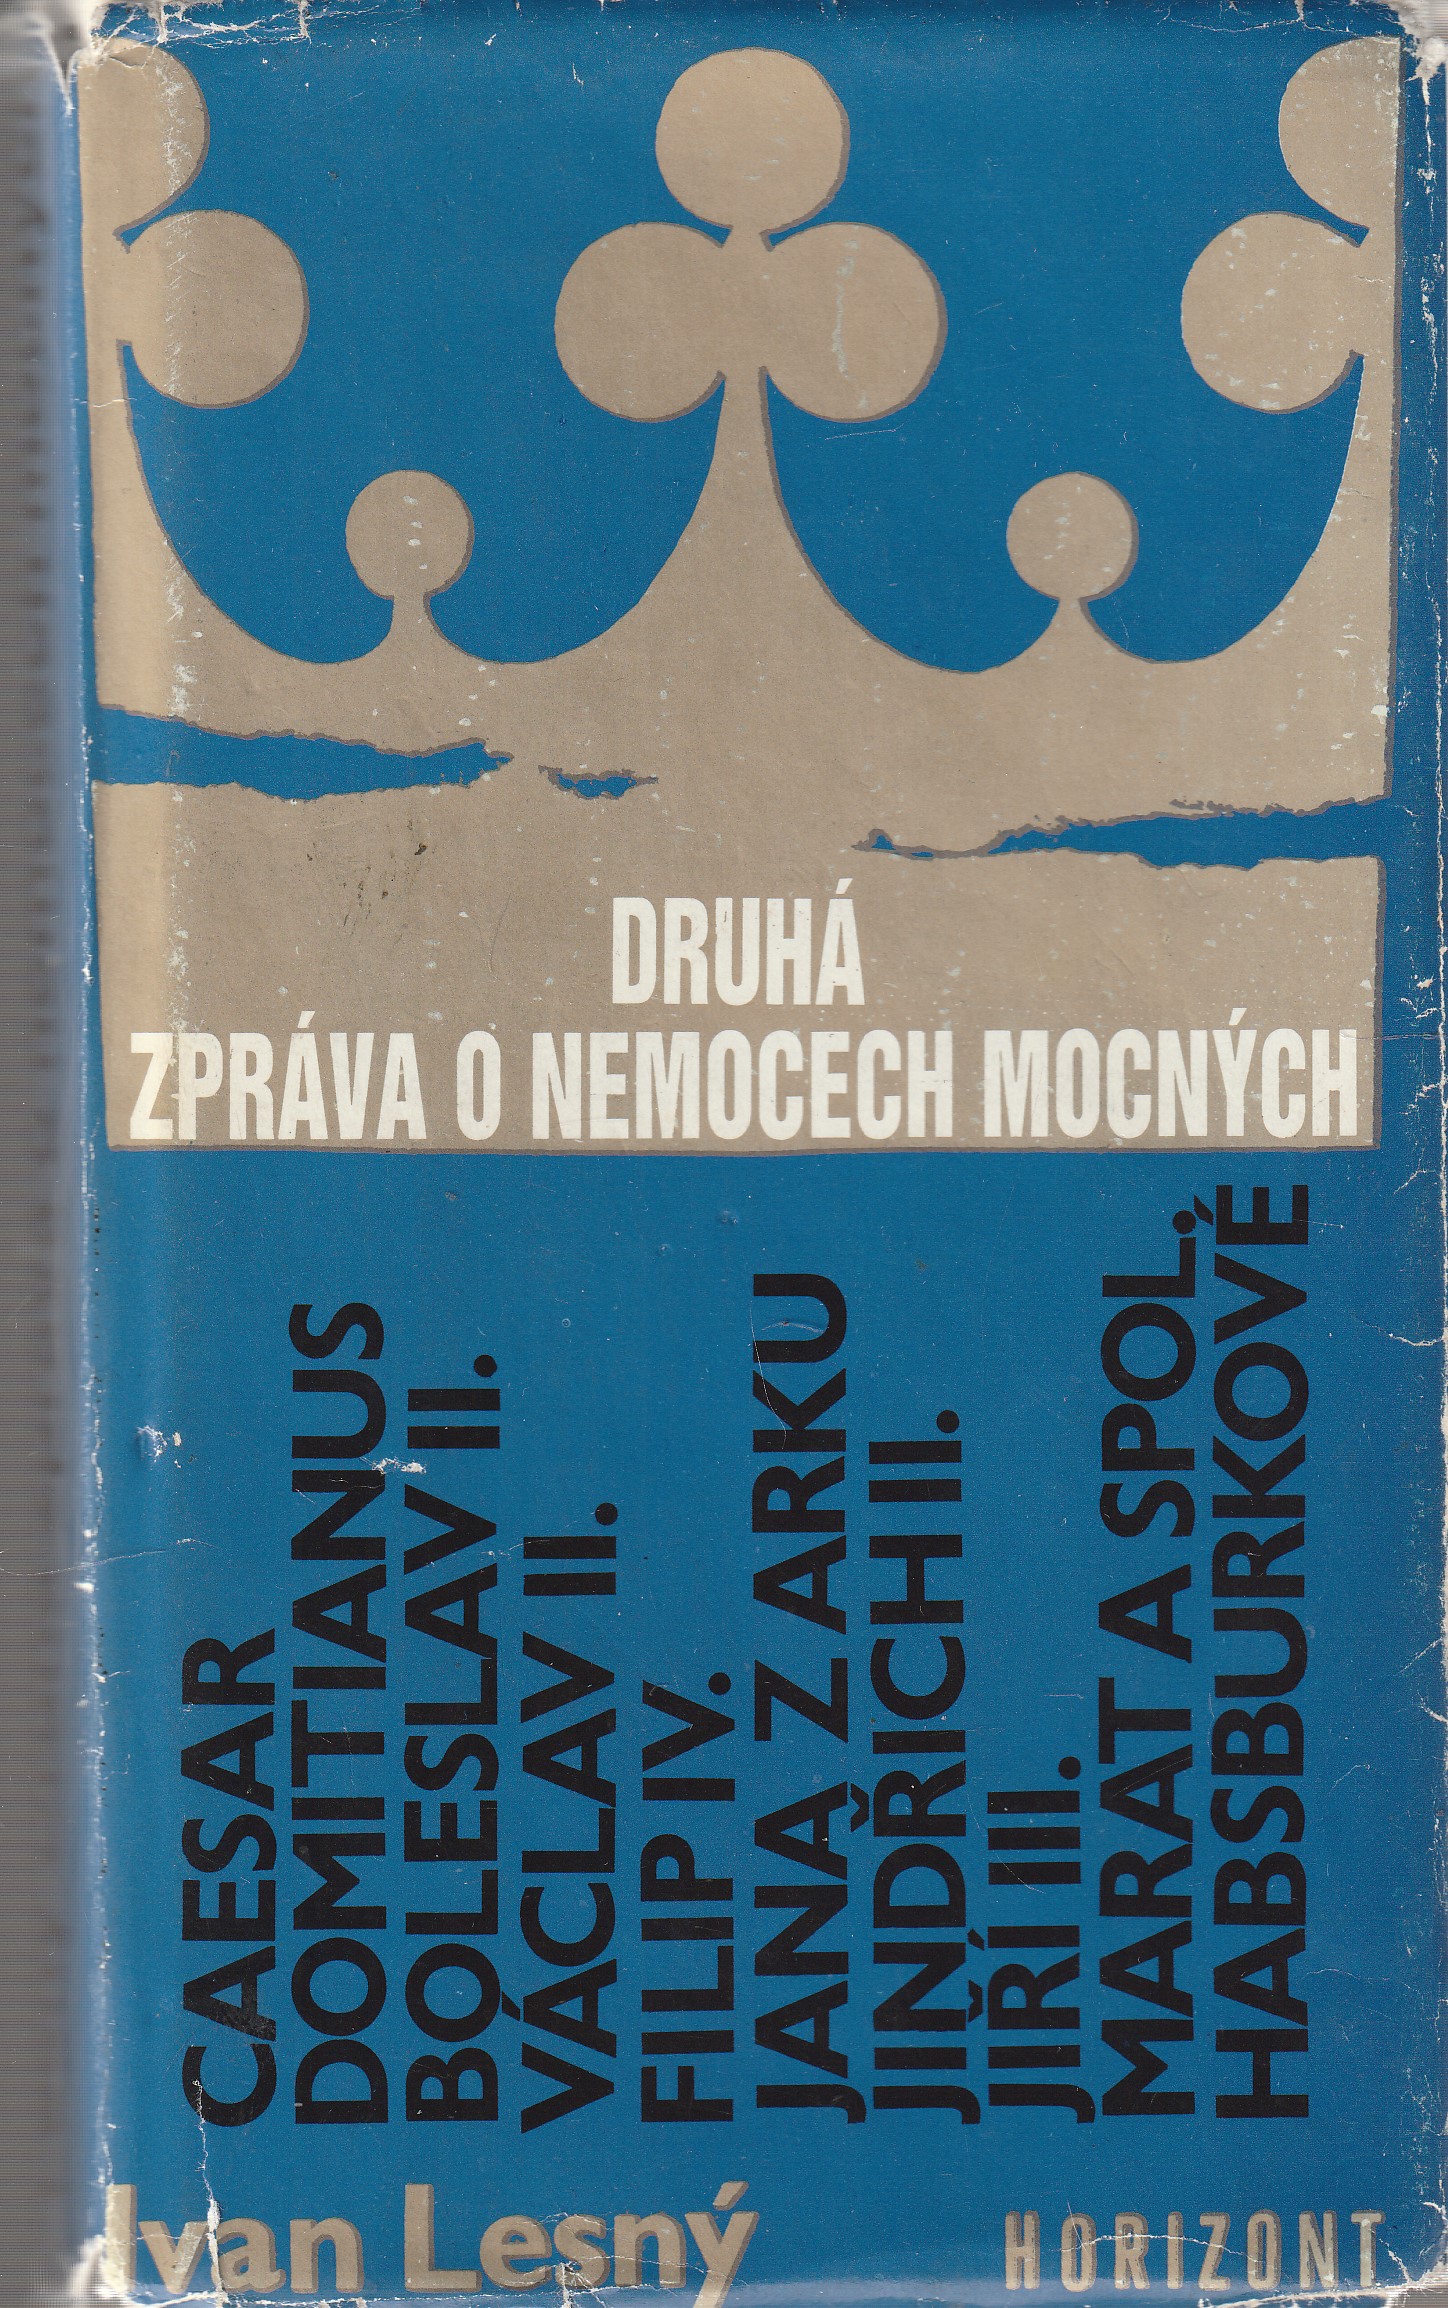 DRUHÁ
ZPRÁVA O NEMOCECH MOCNÝCH
CAESAR
DOMITIANUS
BOLESLAV II.
VÁCLAV II.
FILIP IV.
JANA Z ARKU
JINDŘICH II.
JIŘÍ III.
MARAT A SPOL.
HABSBURKOVÉ
Ivan Lesný
HORIZONT